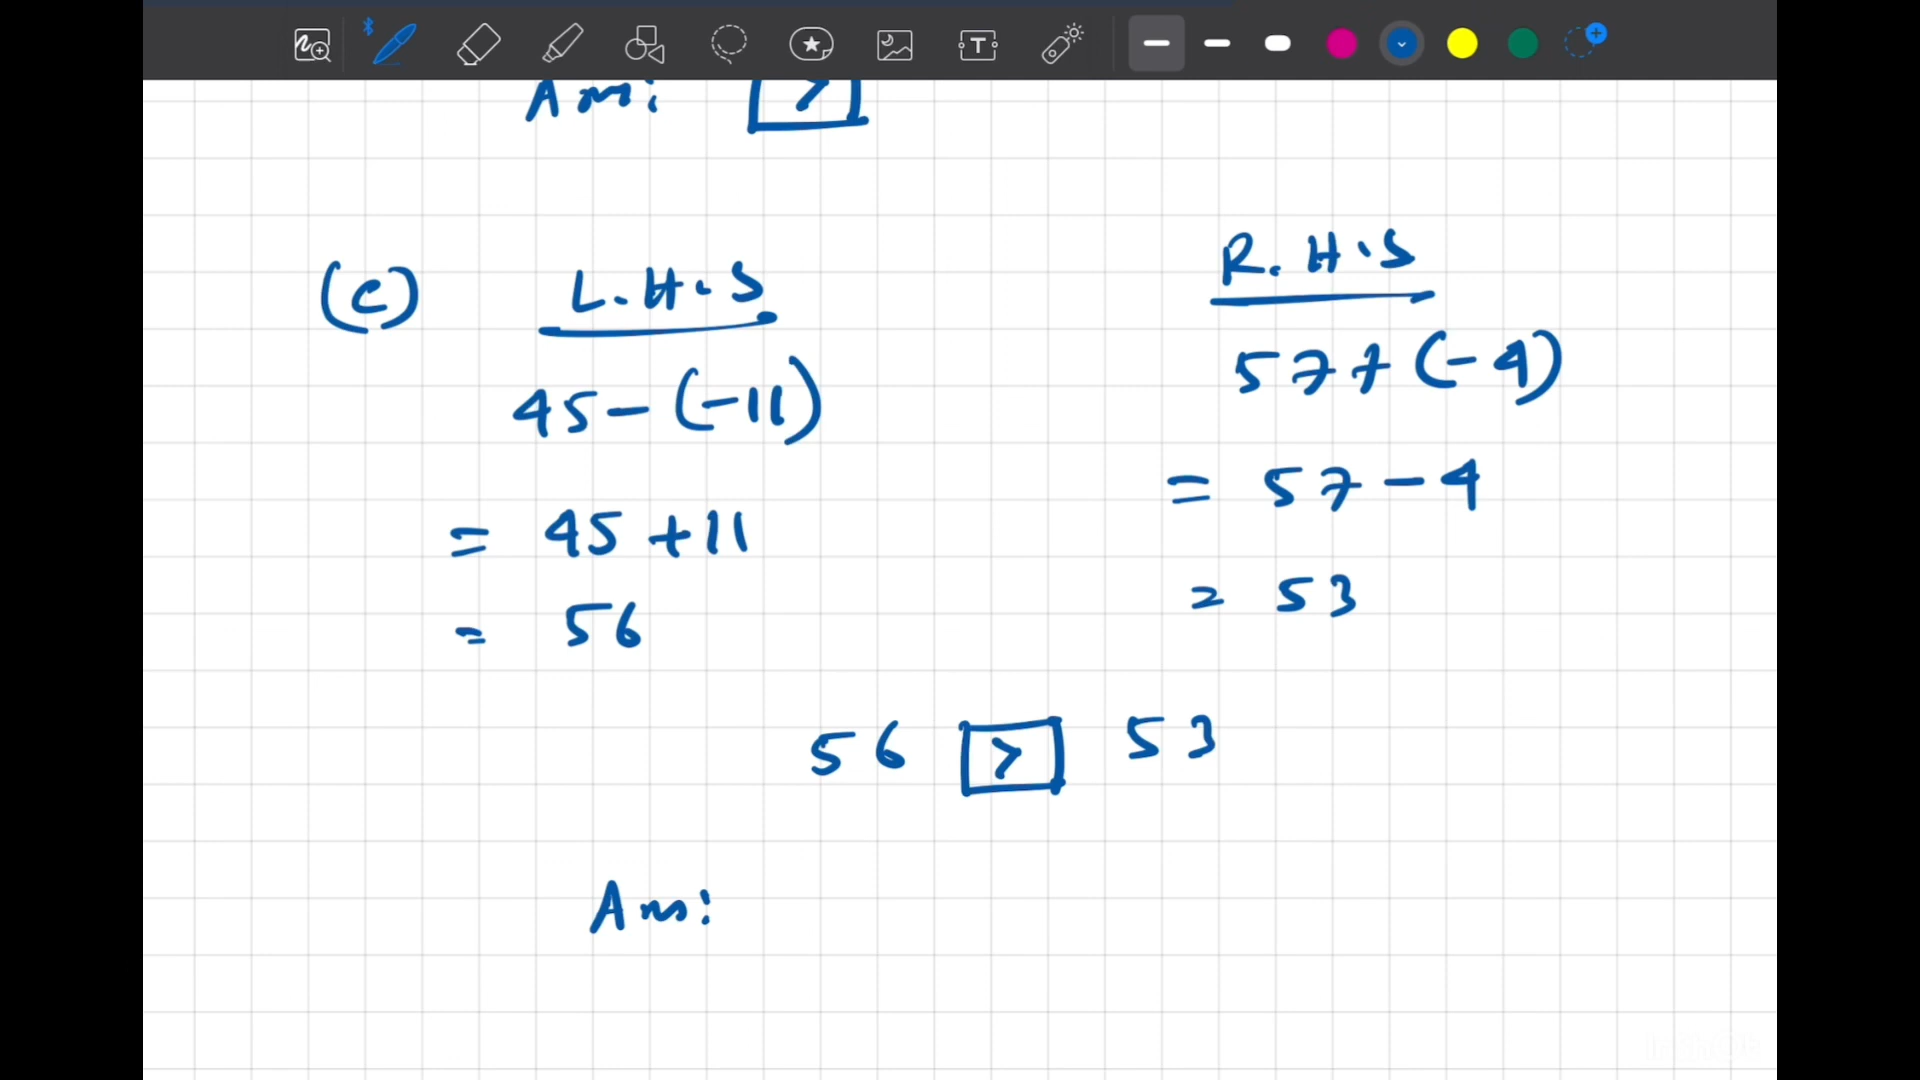 Ans: >
(c) L.H.S
R.H.S
45-(-11)
57+(-4)
= 45+11
= 57-4
= 56
= 53
56 > 53
Ans: